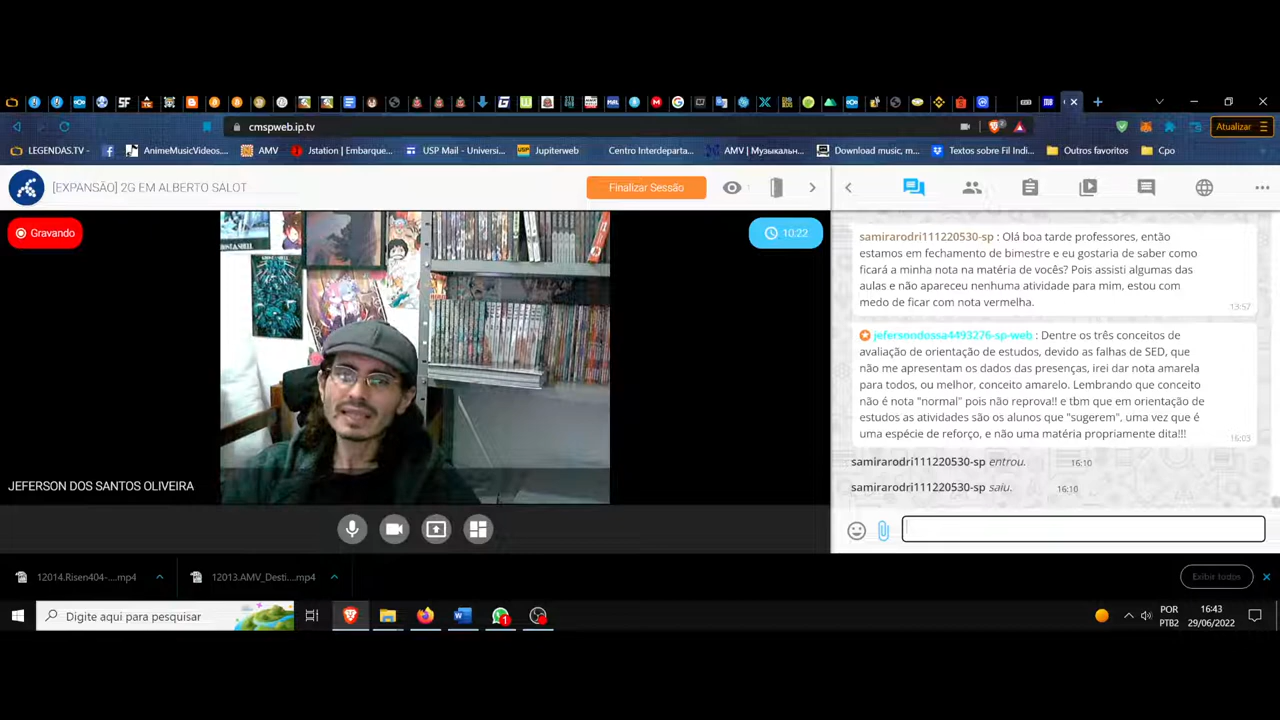 cmspweb.ip.tv
Atualizar
LEGENDAS.TV -
AnimeMusicVideos...
AMV
Jstation | Embarque...
USP Mail - Universi...
Jupiterweb
Centro Interdeparta...
AMV | Музыкальн...
Download music, m...
Textos sobre Fil Indi...
Outros favoritos
Cpo
[EXPANSÃO] 2G EM ALBERTO SALOT
Finalizar Sessão
1
Gravando
10:22
JEFERSON DOS SANTOS OLIVEIRA
samirarodri111220530-sp : Olá boa tarde professores, então
estamos em fechamento de bimestre e eu gostaria de saber como
ficará a minha nota na matéria de vocês? Pois assisti algumas das
aulas e não apareceu nenhuma atividade para mim, estou com
medo de ficar com nota vermelha.
13:57
jefersondossa4493276-sp-web : Dentre os três conceitos de
avaliação de orientação de estudos, devido as falhas de SED, que
não me apresentam os dados das presenças, irei dar nota amarela
para todos, ou melhor, conceito amarelo. Lembrando que conceito
não é nota "normal" pois não reprova!! e tbm que em orientação de
estudos as atividades são os alunos que "sugerem", uma vez que é
uma espécie de reforço, e não uma matéria propriamente dita!!!
16:03
samirarodri111220530-sp entrou. 16:10
samirarodri111220530-sp saiu. 16:10
12014.Risen404-....mp4
12013.AMV_Desti....mp4
Exibir todos
Digite aqui para pesquisar
1
POR
PTB2
16:43
29/06/2022